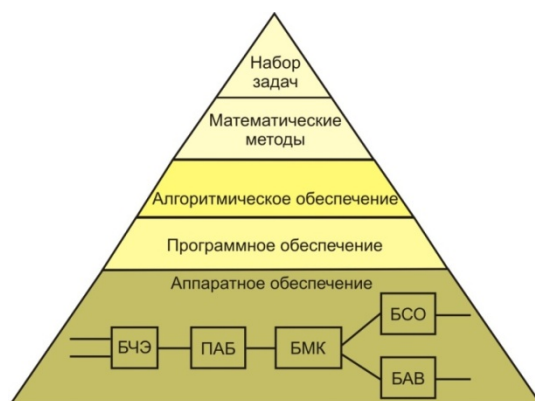 Набор
задач
Математические
методы
Алгоритмическое обеспечение
Программное обеспечение
Аппаратное обеспечение
БСО
БЧЭ
ПАБ
БМК
БАВ